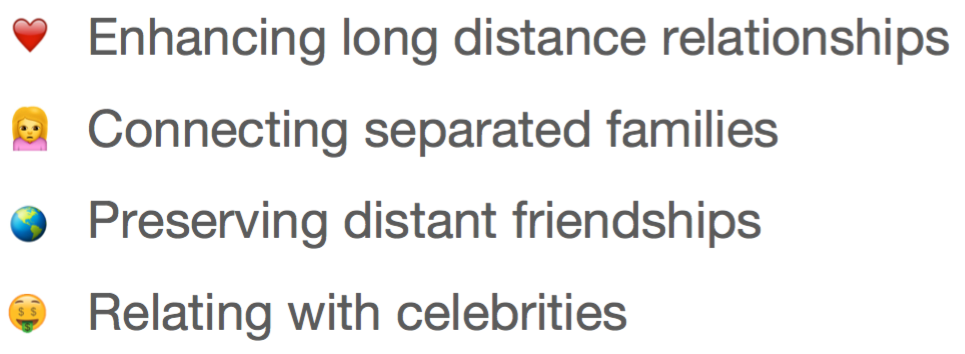 Enhancing long distance relationships
Connecting separated families
Preserving distant friendships
Relating with celebrities